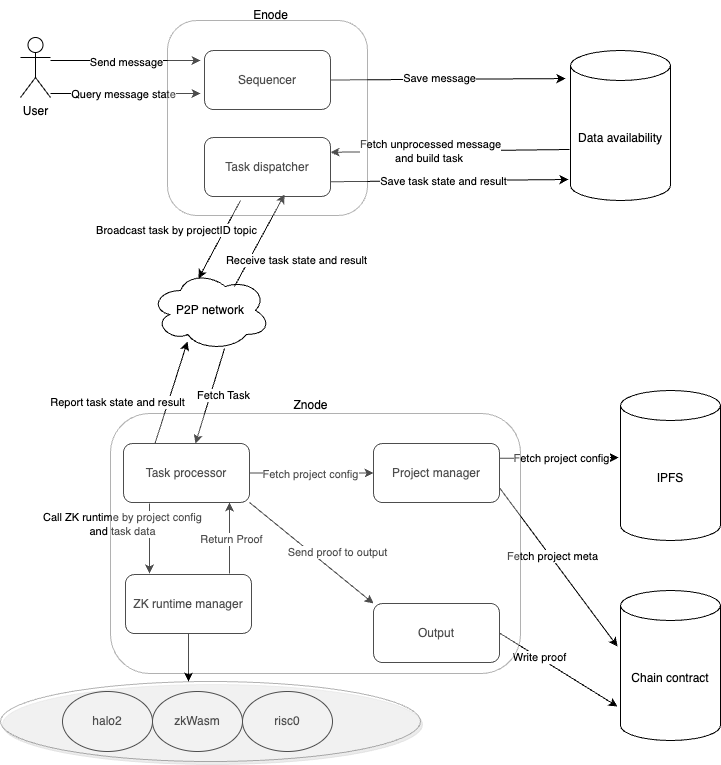 Enode
Send message
Sequencer
Save message
Query message state
User
Data availability
Fetch unprocessed message
and build task
Task dispatcher
Save task state and result
Broadcast task by projectID topic
Receive task state and result
P2P network
Fetch Task
Report task state and result
Znode
Task processor
Fetch project config
Project manager
Fetch project config
IPFS
Call ZK runtime by project config
and task data
Return Proof
Send proof to output
Fetch project meta
ZK runtime manager
Output
Write proof
Chain contract
halo2
zkWasm
risc0